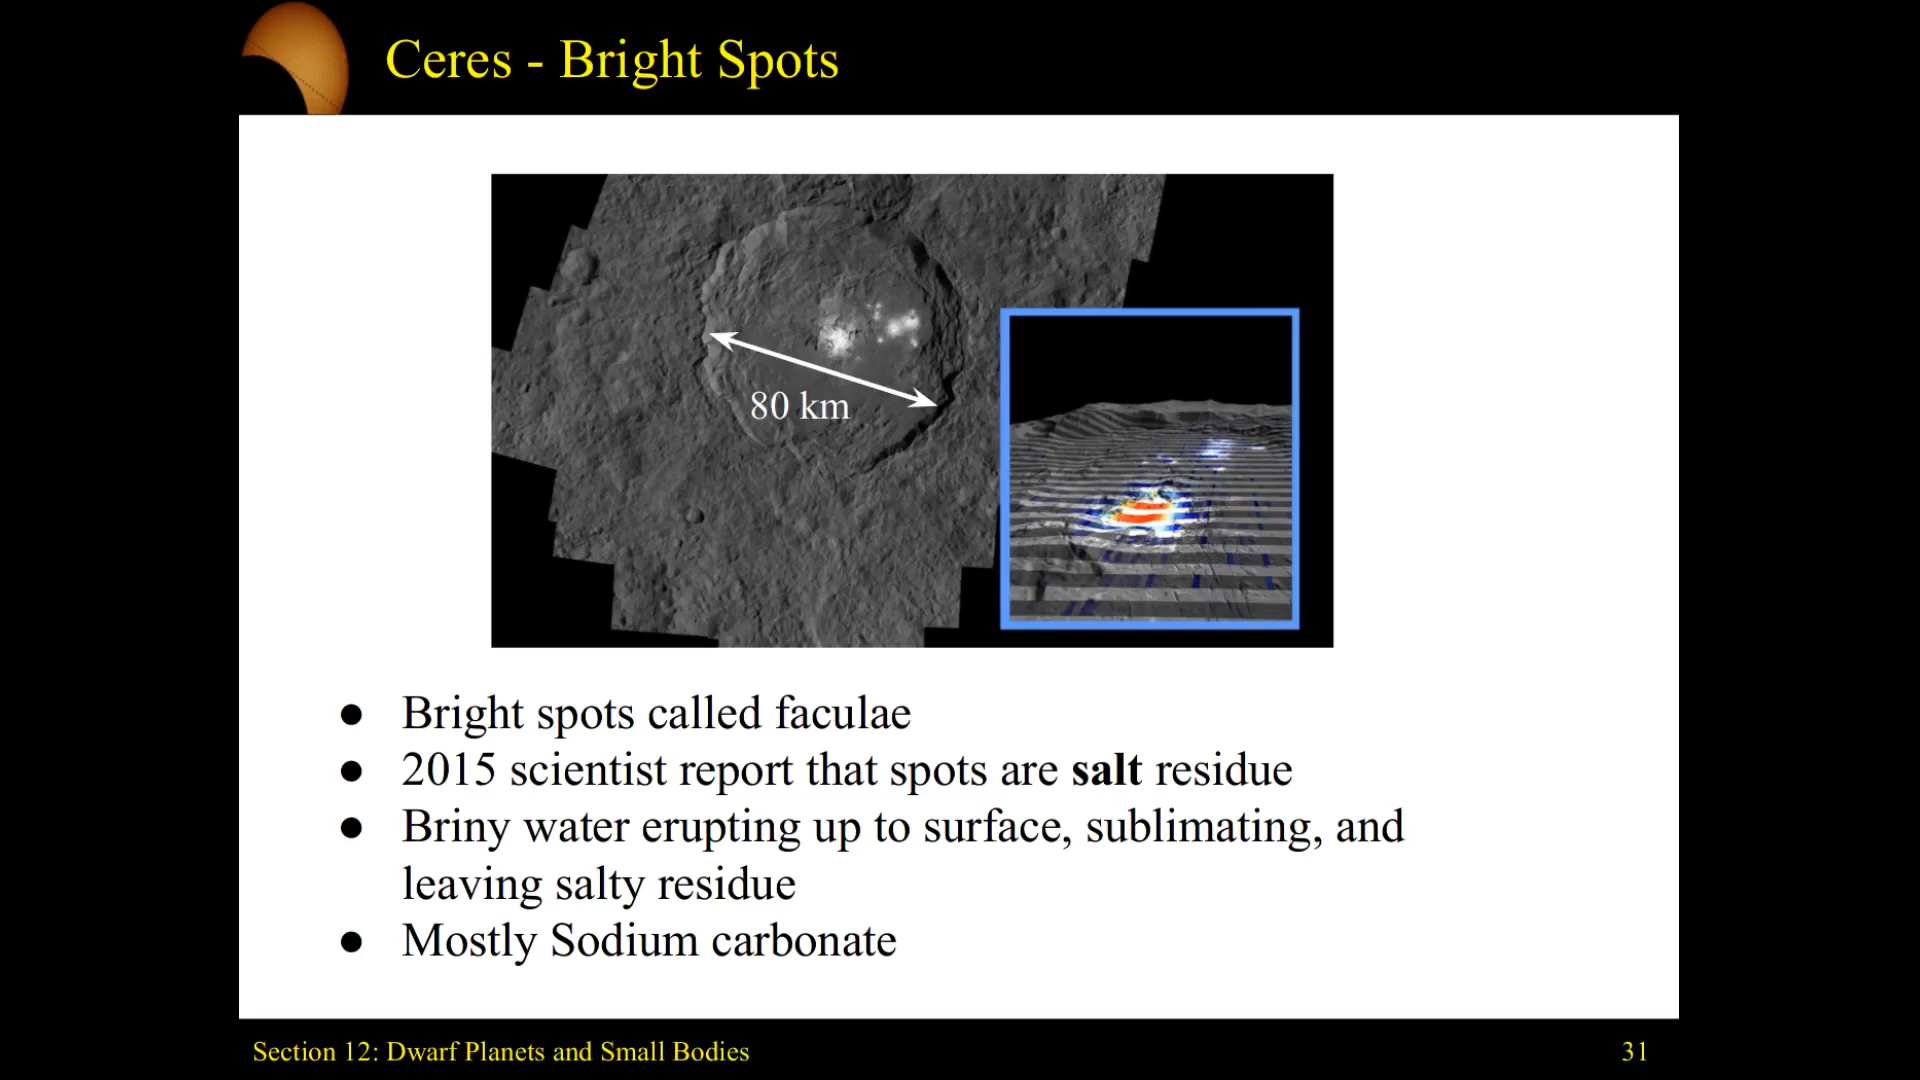 Ceres - Bright Spots
80 km
● Bright spots called faculae
● 2015 scientist report that spots are salt residue
● Briny water erupting up to surface, sublimating, and
leaving salty residue
● Mostly Sodium carbonate
Section 12: Dwarf Planets and Small Bodies
31